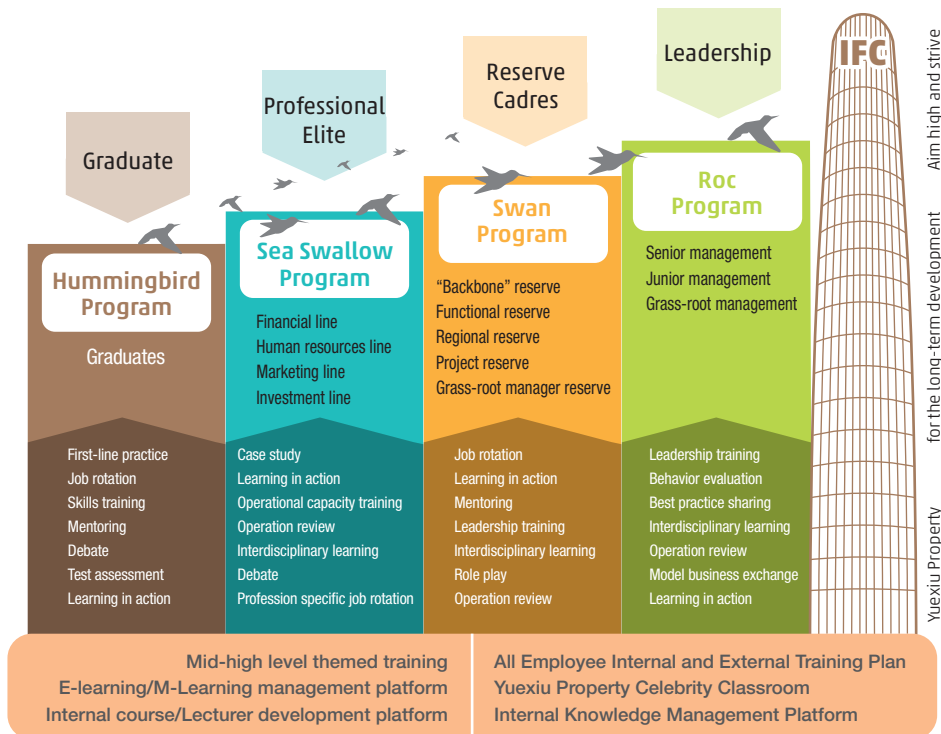 Graduate
Professional
Elite
Reserve
Cadres
Leadership
IFC
Hummingbird
Program
Graduates
First-line practice
Job rotation
Skills training
Mentoring
Debate
Test assessment
Learning in action
Sea Swallow
Program
Financial line
Human resources line
Marketing line
Investment line
Case study
Learning in action
Operational capacity training
Operation review
Interdisciplinary learning
Debate
Profession specific job rotation
Swan
Program
“Backbone” reserve
Functional reserve
Regional reserve
Project reserve
Grass-root manager reserve
Job rotation
Learning in action
Mentoring
Leadership training
Interdisciplinary learning
Role play
Operation review
Roc
Program
Senior management
Junior management
Grass-root management
Leadership training
Behavior evaluation
Best practice sharing
Interdisciplinary learning
Operation review
Model business exchange
Learning in action
Yuexiu Property for the long-term development Aim high and strive
Mid-high level themed training
E-learning/M-Learning management platform
Internal course/Lecturer development platform
All Employee Internal and External Training Plan
Yuexiu Property Celebrity Classroom
Internal Knowledge Management Platform